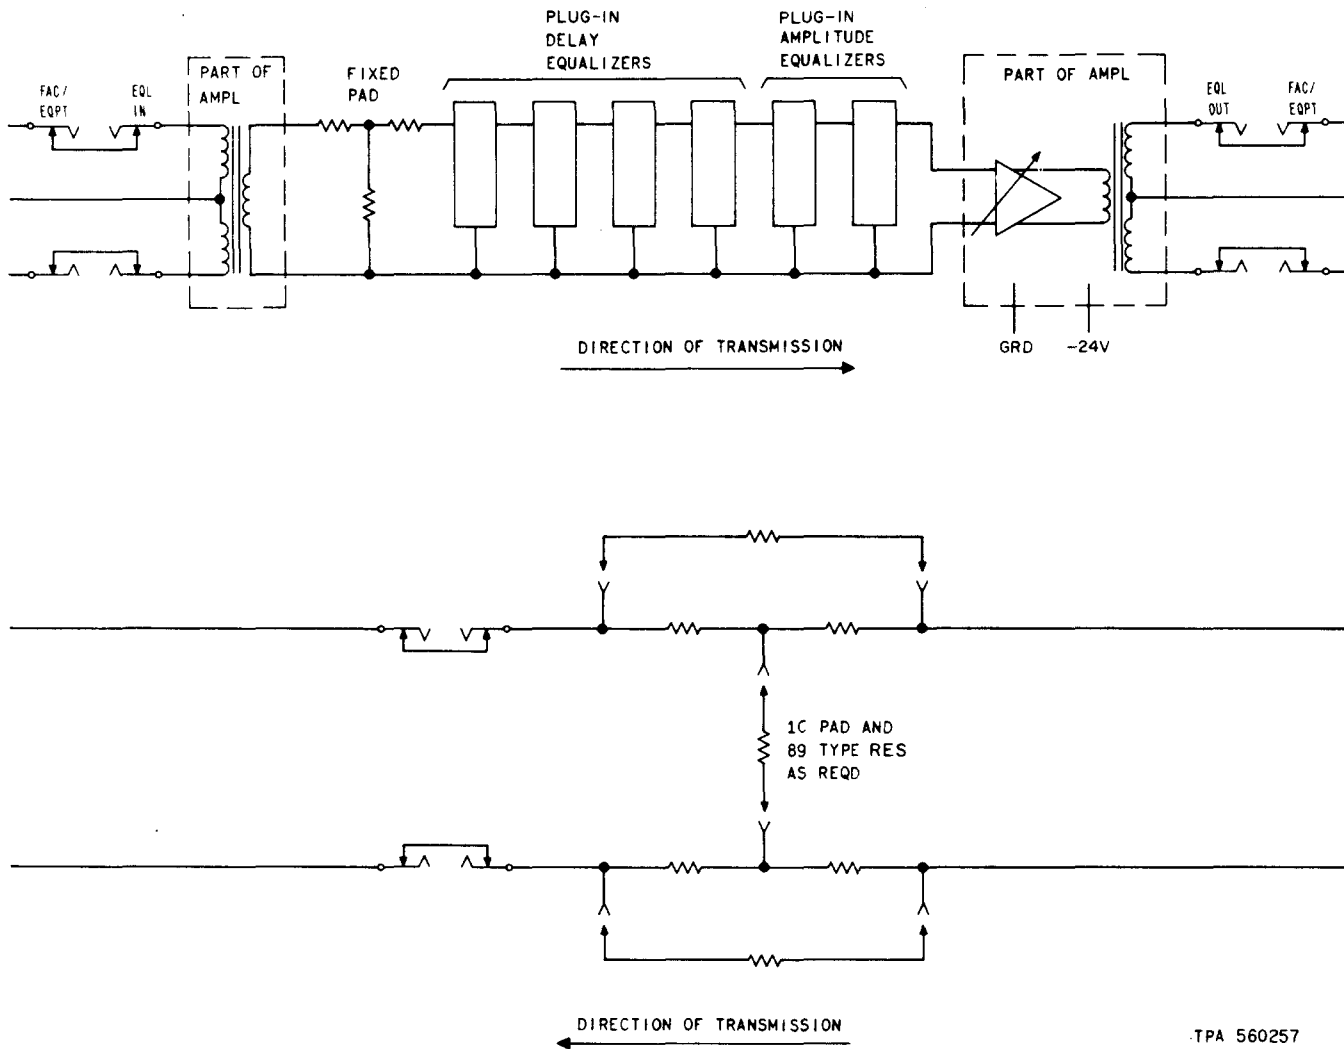 PLUG-IN
DELAY
EQUALIZERS
PLUG-IN
AMPLITUDE
EQUALIZERS
FAC/
EQPT
EQL
IN
PART OF
AMPL
FIXED
PAD
PART OF AMPL
EQL
OUT
FAC/
EQPT
GRD
-24V
DIRECTION OF TRANSMISSION
1C PAD AND
89 TYPE RES
AS REQD
DIRECTION OF TRANSMISSION
TPA 560257